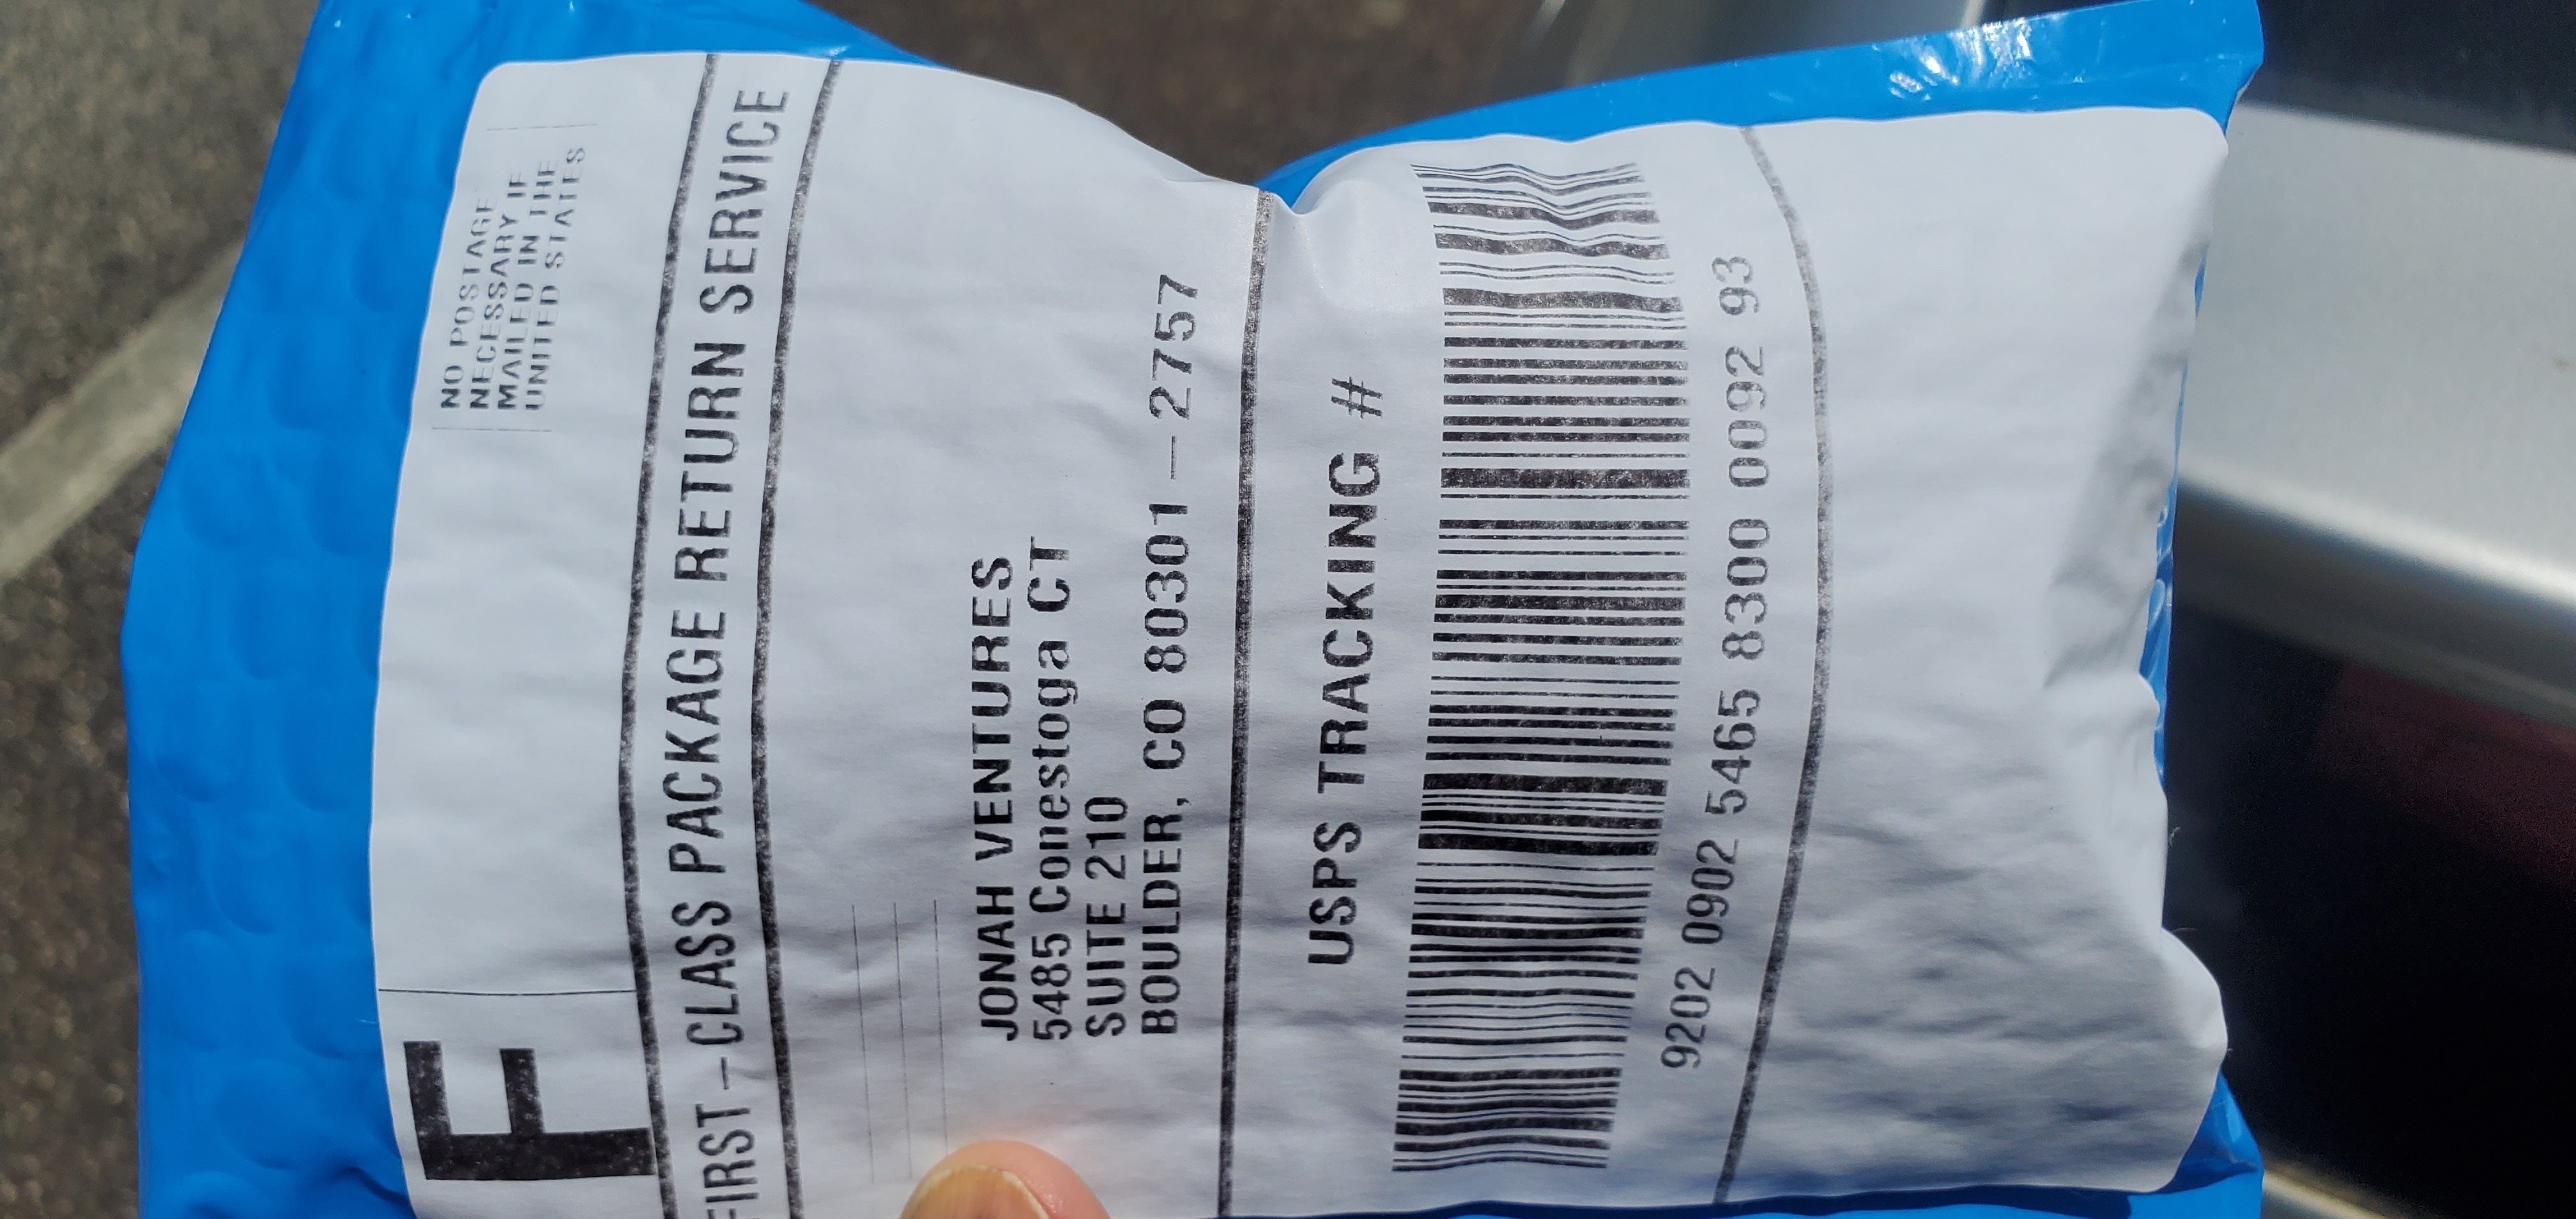 F
NO POSTAGE
NECESSARY IF
MAILED IN THE
UNITED STATES
FIRST-CLASS PACKAGE RETURN SERVICE
JONAH VENTURES
5485 Conestoga CT
SUITE 210
BOULDER, CO 80301-2757
USPS TRACKING #
9202 0902 5465 8300 0092 93